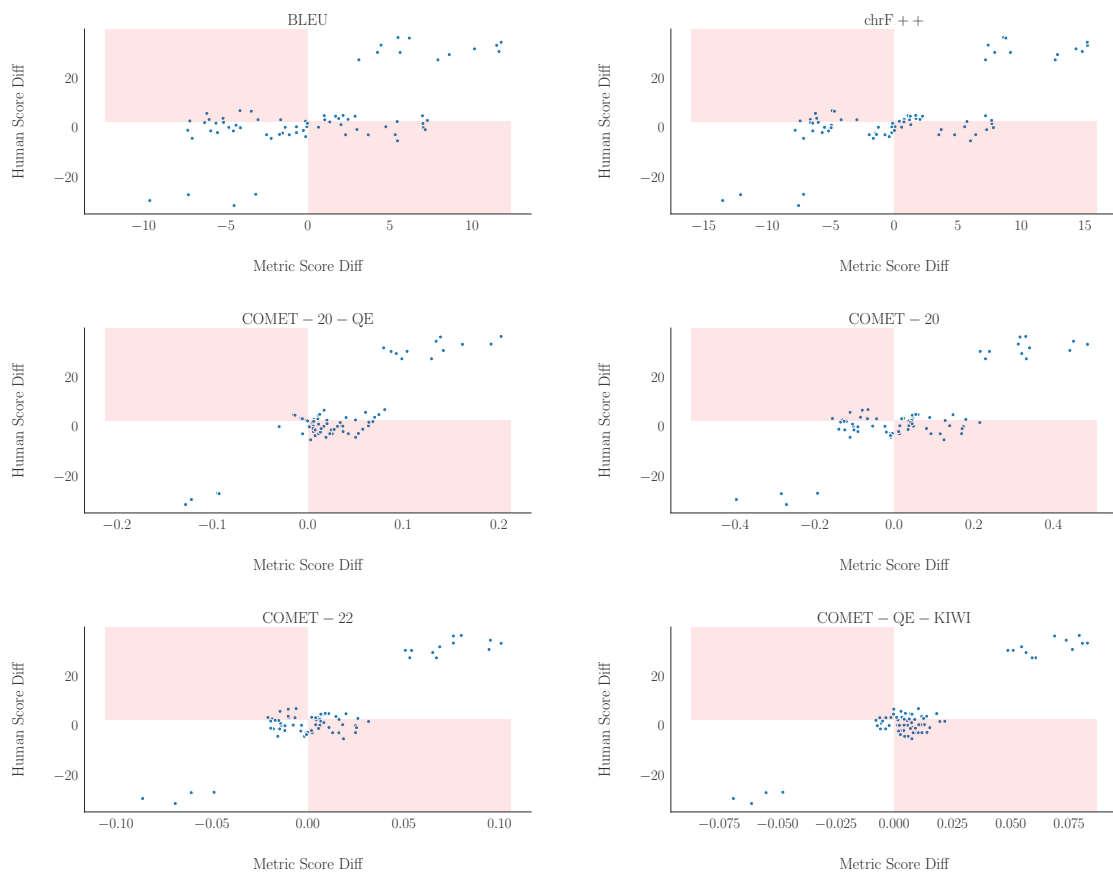 BLEU
Human Score Diff
20
0
−20
−10
−5
0
5
10
Metric Score Diff
chrF + +
Human Score Diff
20
0
−20
−15
−10
−5
0
5
10
15
Metric Score Diff
COMET − 20 − QE
Human Score Diff
20
0
−20
−0.2
−0.1
0.0
0.1
0.2
Metric Score Diff
COMET − 20
Human Score Diff
20
0
−20
−0.4
−0.2
0.0
0.2
0.4
Metric Score Diff
COMET − 22
Human Score Diff
20
0
−20
−0.10
−0.05
0.00
0.05
0.10
Metric Score Diff
COMET − QE − KIWI
Human Score Diff
20
0
−20
−0.075
−0.050
−0.025
0.000
0.025
0.050
0.075
Metric Score Diff